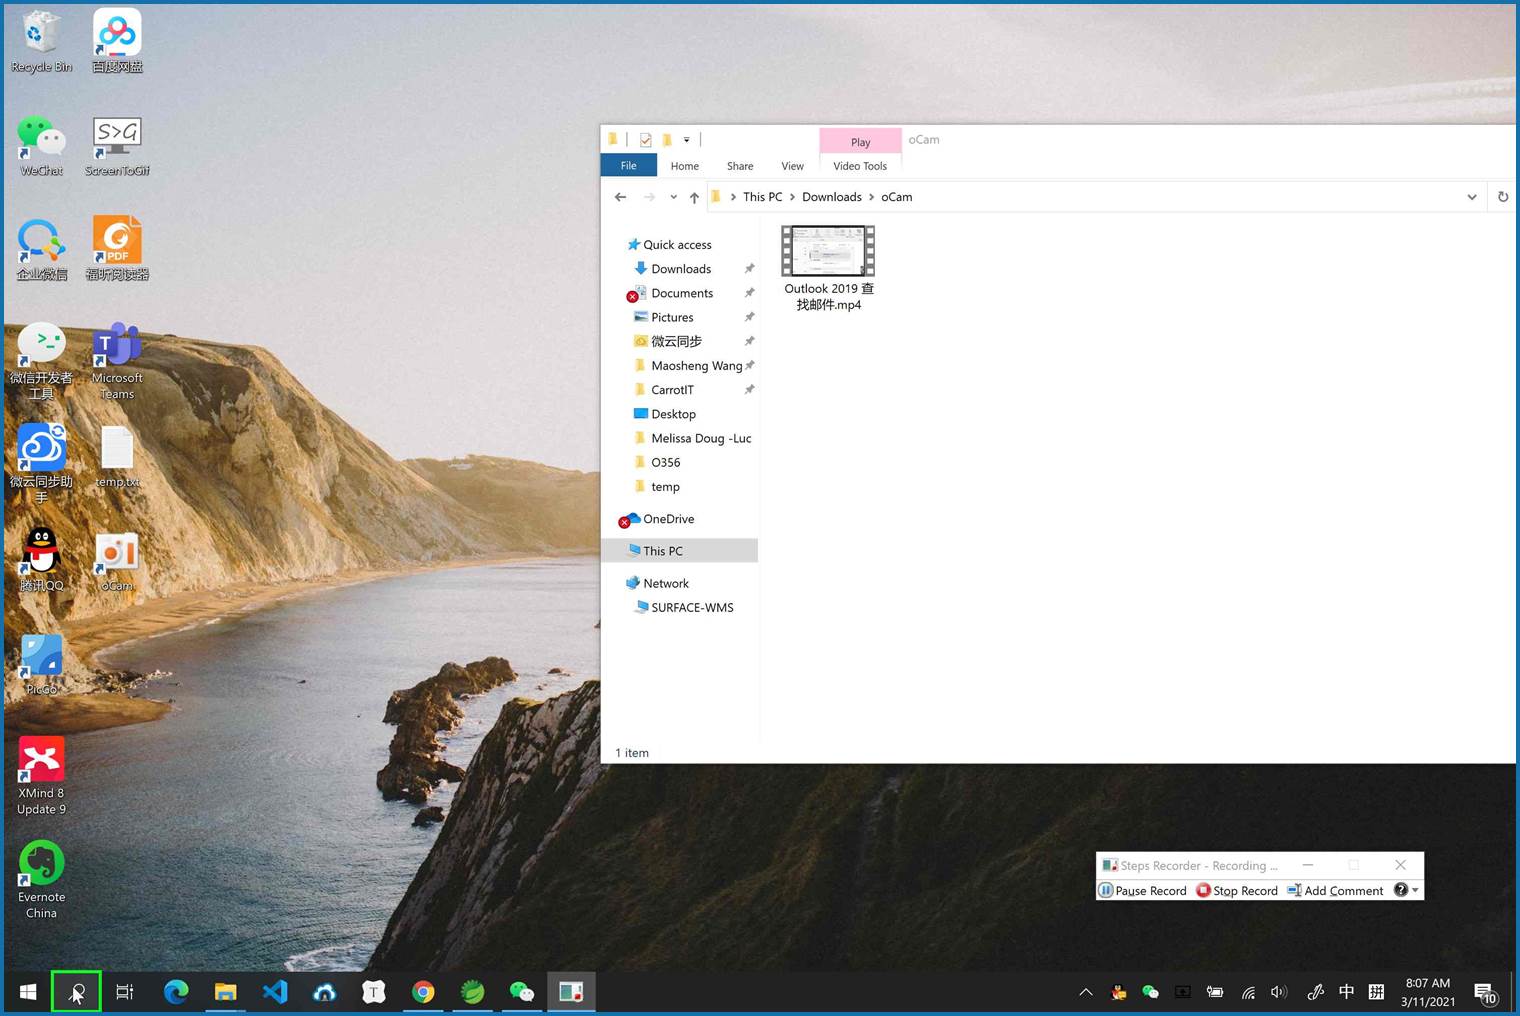 Recycle Bin
百度网盘
WeChat
S>G
ScreenToGif
企业微信
PDF
福昕阅读器
微信开发者
工具
T
Microsoft
Teams
微云同步助
手
temp.txt
腾讯QQ
oCam
PicGo
XMind 8
Update 9
Evernote
China
Play
oCam
File
Home
Share
View
Video Tools
This PC
Downloads
oCam
Quick access
Downloads
Documents
Pictures
微云同步
Maosheng Wang
CarrotIT
Desktop
Melissa Doug -Luc
O356
temp
OneDrive
This PC
Network
SURFACE-WMS
Outlook 2019 查
找邮件.mp4
1 item
Steps Recorder - Recording ...
Pause Record
Stop Record
Add Comment
T
中
拼
8:07 AM
3/11/2021
10